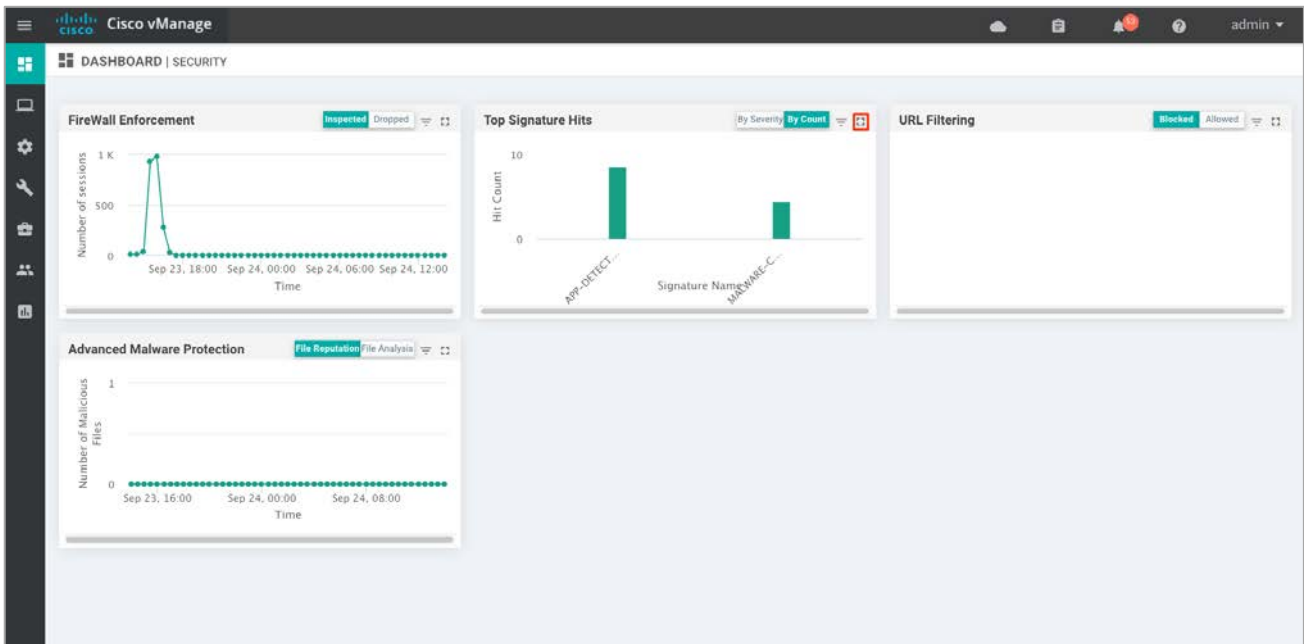 cisco Cisco vManage
53
admin
DASHBOARD | SECURITY
FireWall Enforcement
Inspected Dropped
Number of sessions
1 K
500
0
Sep 23, 18:00 Sep 24, 00:00 Sep 24, 06:00 Sep 24, 12:00
Time
Top Signature Hits
By Severity By Count
Hit Count
10
0
APP-DETECT...
MALWARE-C...
Signature Name
URL Filtering
Blocked Allowed
Advanced Malware Protection
File Reputation File Analysis
Number of Malicious
Files
1
0
Sep 23, 16:00 Sep 24, 00:00 Sep 24, 08:00
Time